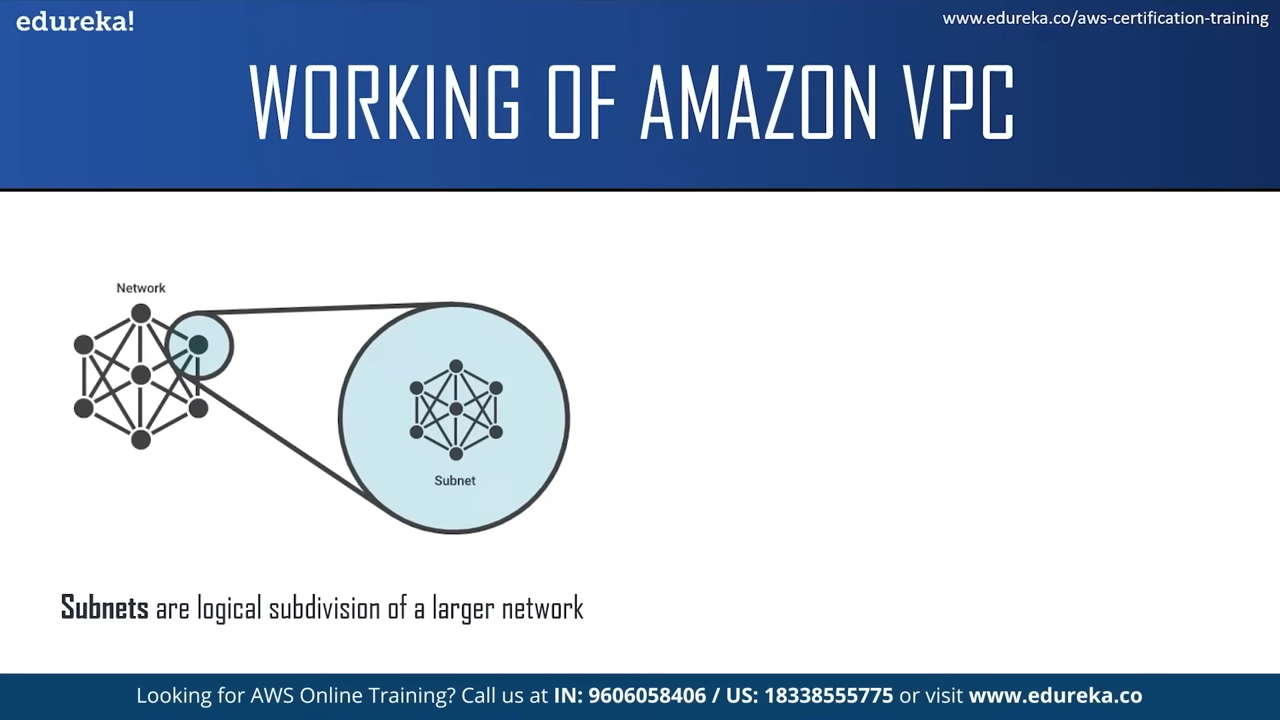 edureka!
www.edureka.co/aws-certification-training
WORKING OF AMAZON VPC
Network
Subnet
Subnets are logical subdivision of a larger network
Looking for AWS Online Training? Call us at IN: 9606058406 / US: 18338555775 or visit www.edureka.co